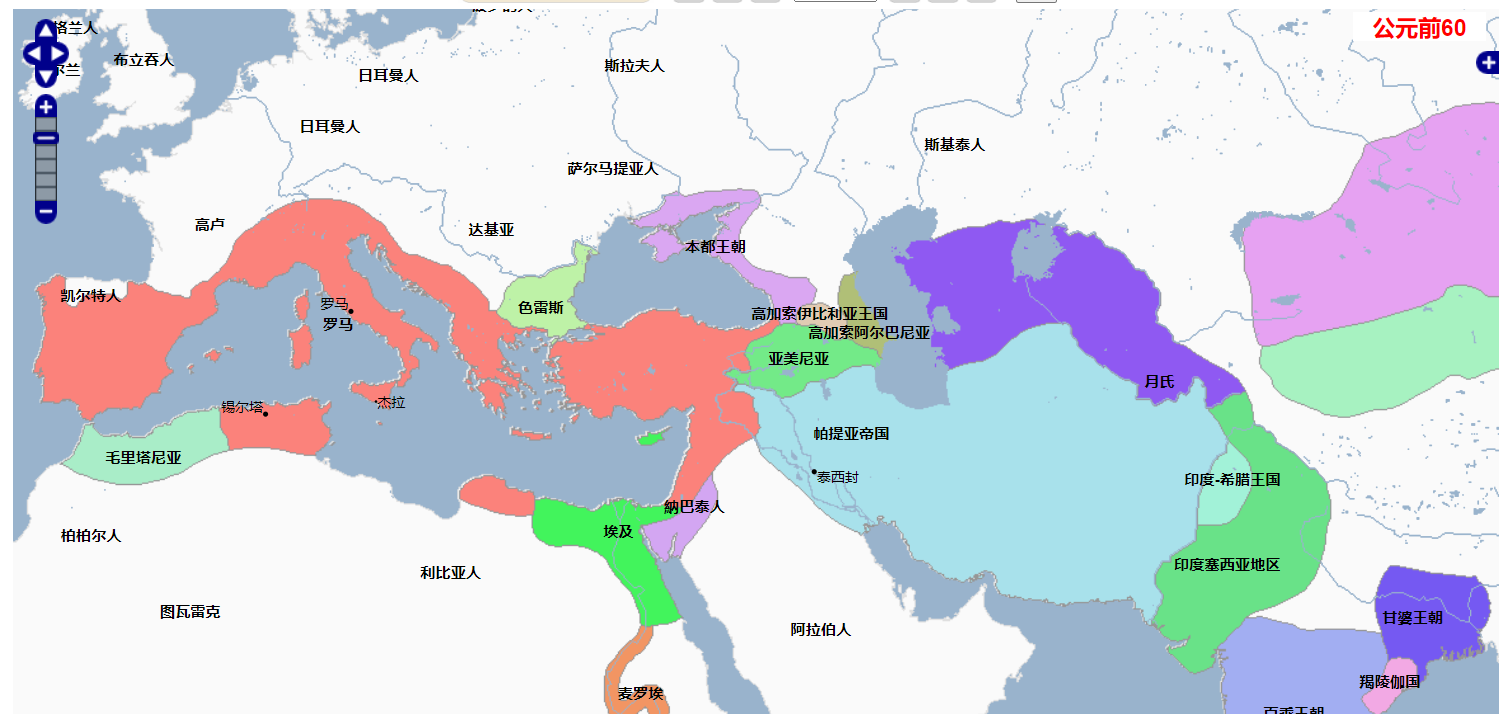 公元前60
格兰人
布立吞人
尔兰
日耳曼人
斯拉夫人
日耳曼人
斯基泰人
萨尔马提亚人
高卢
达基亚
本都王朝
凯尔特人
罗马
罗马
色雷斯
高加索伊比利亚王国
高加索阿尔巴尼亚
亚美尼亚
月氏
锡尔塔
杰拉
帕提亚帝国
毛里塔尼亚
泰西封
印度-希腊王国
納巴泰人
柏柏尔人
埃及
利比亚人
印度塞西亚地区
图瓦雷克
阿拉伯人
甘婆王朝
羯陵伽国
麦罗埃
百乘王朝